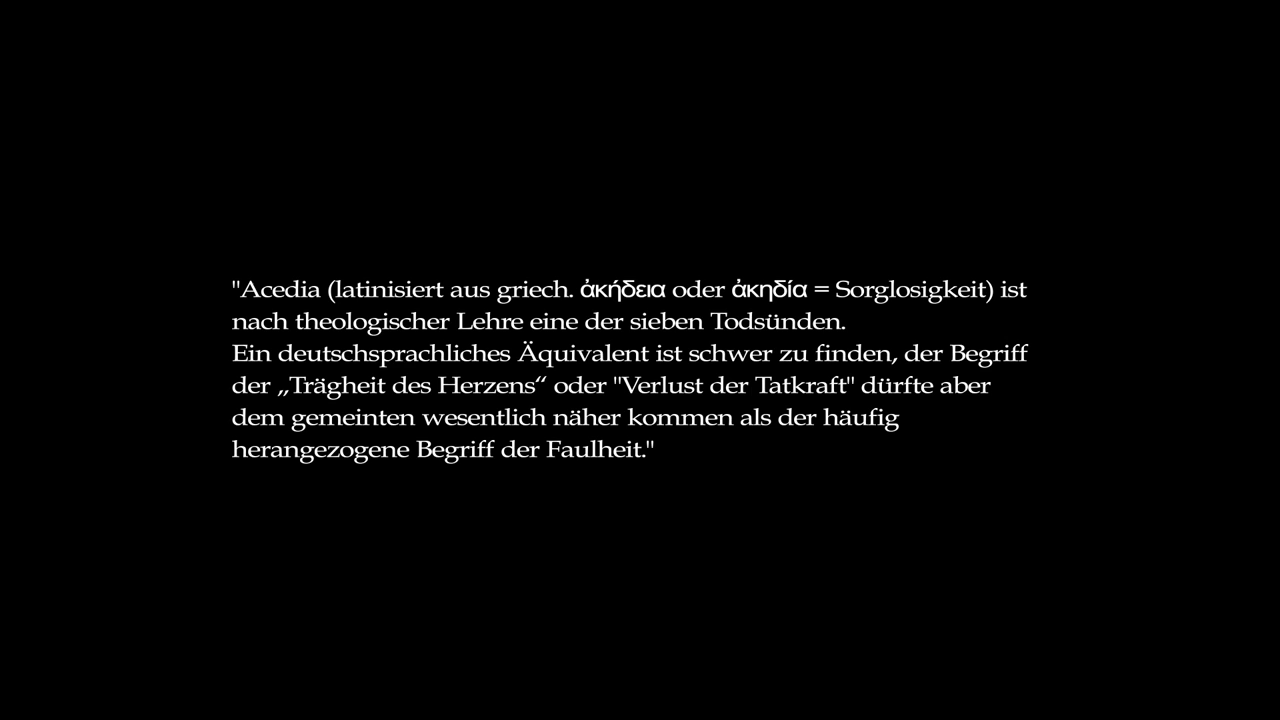 "Acedia (latinisiert aus griech. ἀκήδεια oder ἀκηδία = Sorglosigkeit) ist
nach theologischer Lehre eine der sieben Todsünden.
Ein deutschsprachliches Äquivalent ist schwer zu finden, der Begriff
der „Trägheit des Herzens“ oder "Verlust der Tatkraft" dürfte aber
dem gemeinten wesentlich näher kommen als der häufig
herangezogene Begriff der Faulheit."